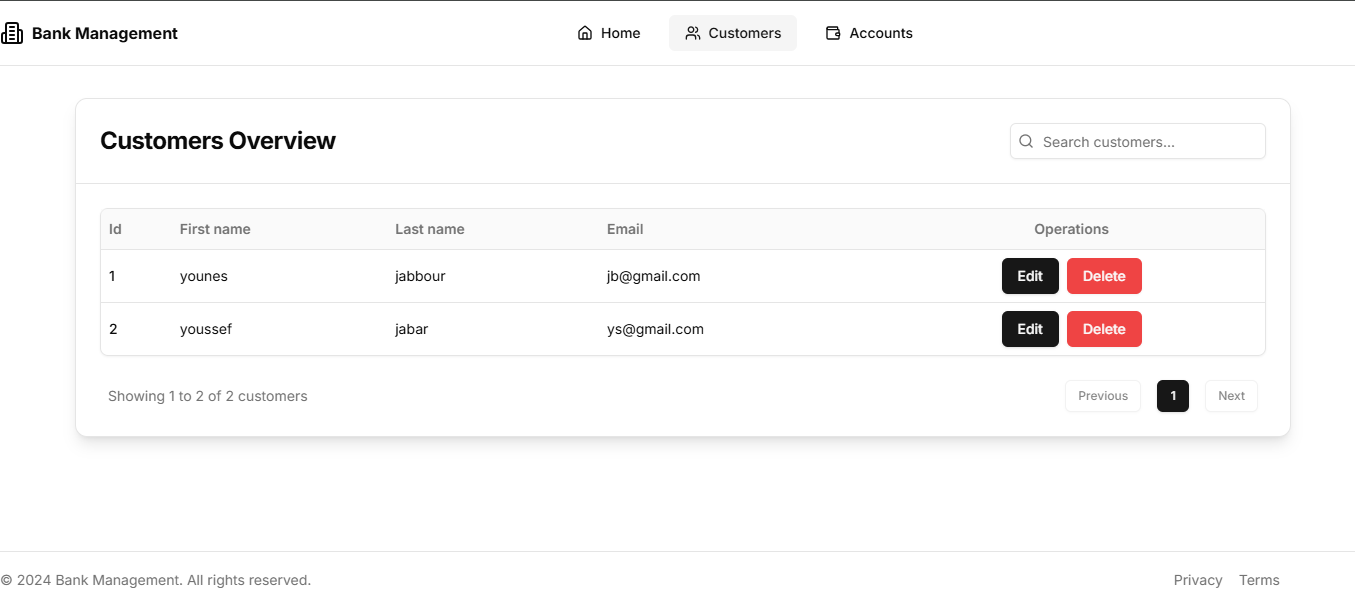 Bank Management Home Customers Accounts
Customers Overview Search customers...
Id First name Last name Email Operations
1 younes jabbour jb@gmail.com Edit Delete
2 youssef jabar ys@gmail.com Edit Delete
Showing 1 to 2 of 2 customers Previous 1 Next
© 2024 Bank Management. All rights reserved. Privacy Terms